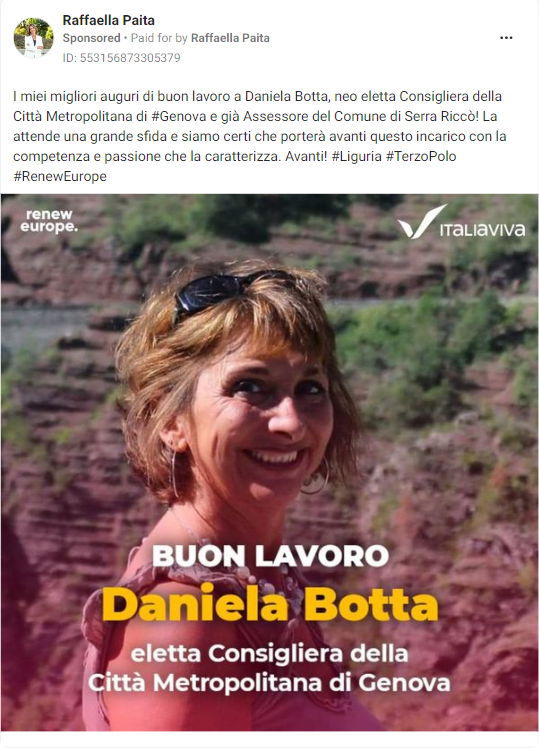 Raffaella Paita
Sponsored • Paid for by Raffaella Paita
ID: 553156873305379
I miei migliori auguri di buon lavoro a Daniela Botta, neo eletta Consigliera della
Città Metropolitana di #Genova e già Assessore del Comune di Serra Riccò! La
attende una grande sfida e siamo certi che porterà avanti questo incarico con la
competenza e passione che la caratterizza. Avanti! #Liguria #TerzoPolo
#RenewEurope
renew
europe.
ITALIAVIVA
BUON LAVORO
Daniela Botta
eletta Consigliera della
Città Metropolitana di Genova